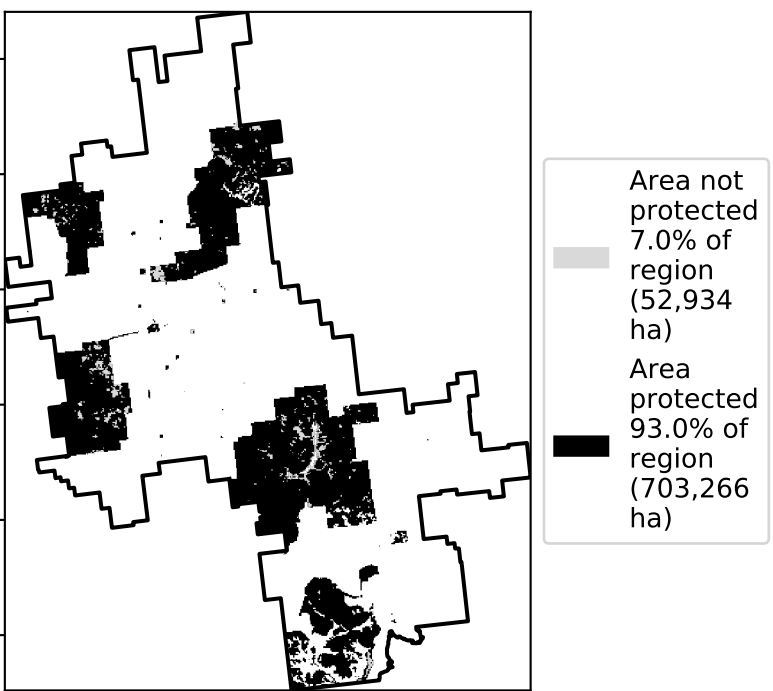 Area not
protected
7.0% of
region
(52,934
ha)
Area
protected
93.0% of
region
(703,266
ha)